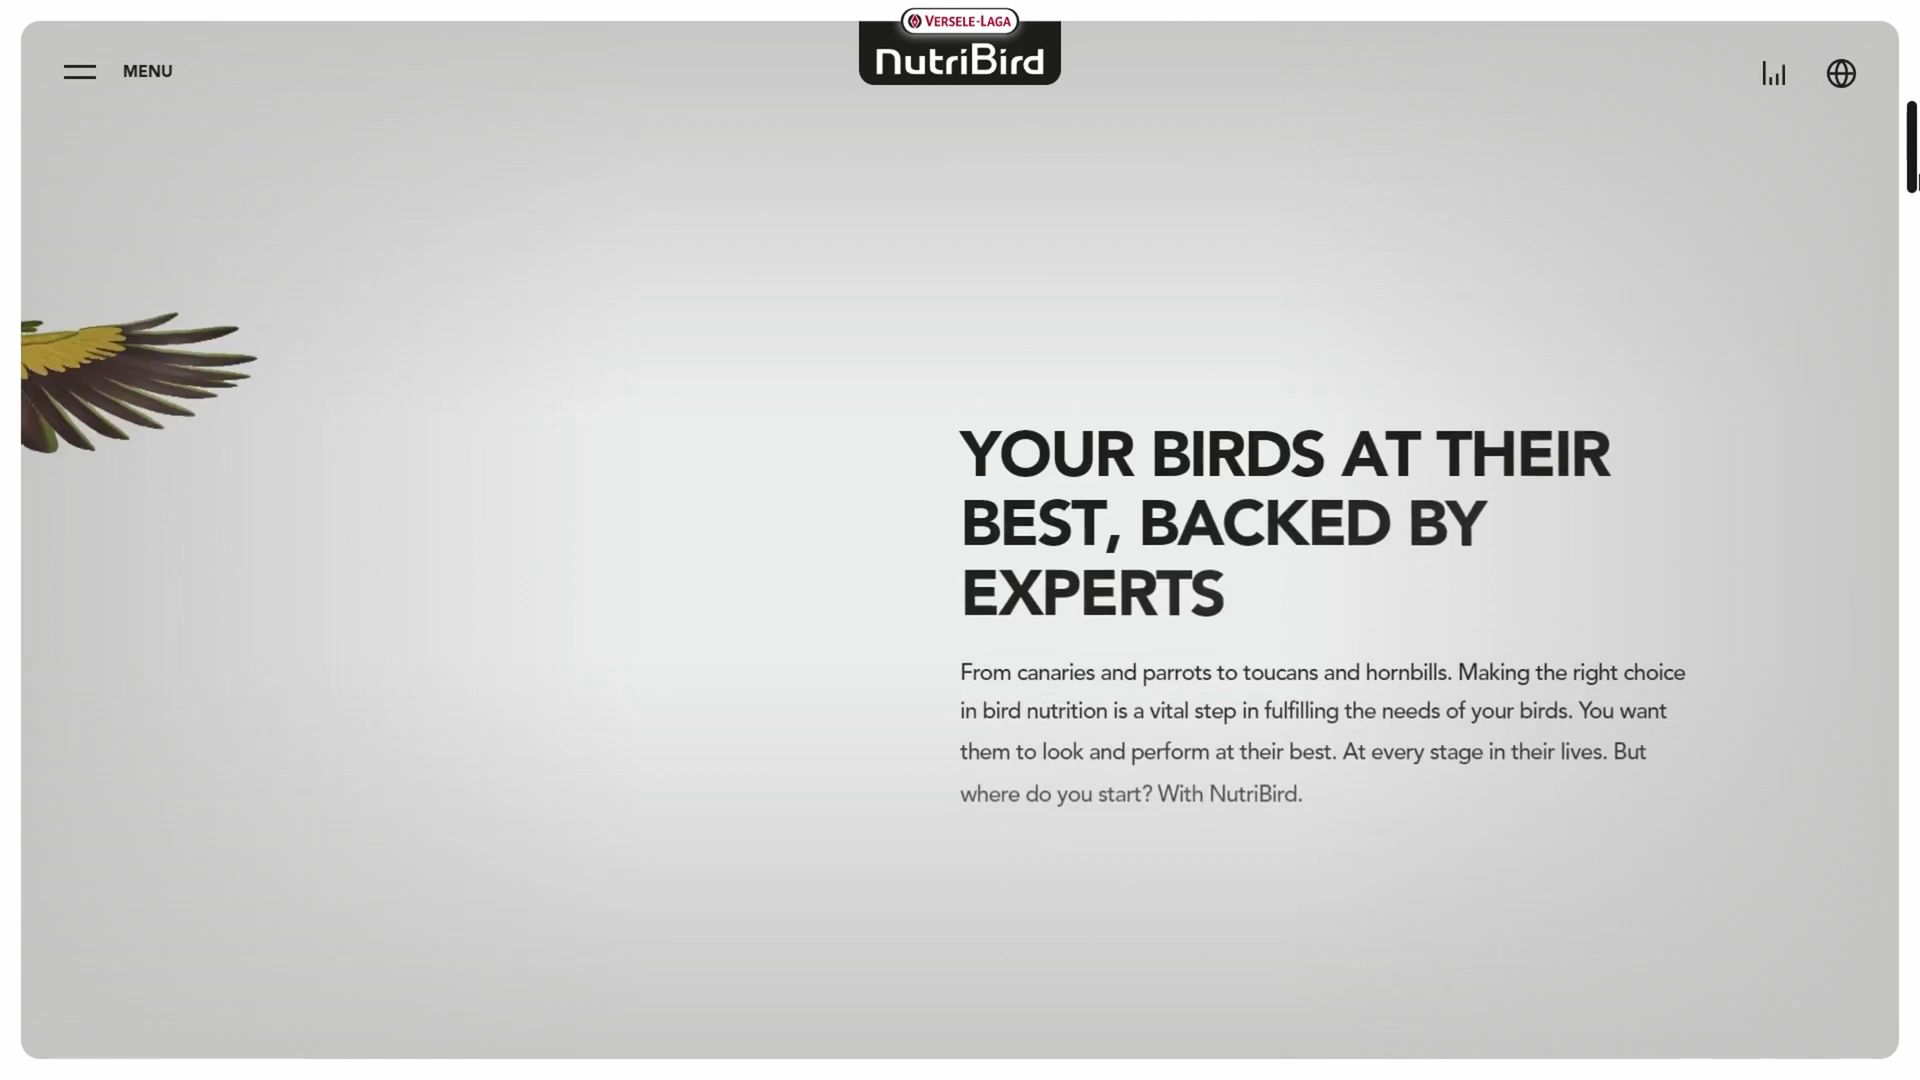 VERSELE-LAGA
NutriBird
MENU
YOUR BIRDS AT THEIR
BEST, BACKED BY
EXPERTS
From canaries and parrots to toucans and hornbills. Making the right choice
in bird nutrition is a vital step in fulfilling the needs of your birds. You want
them to look and perform at their best. At every stage in their lives. But
where do you start? With NutriBird.